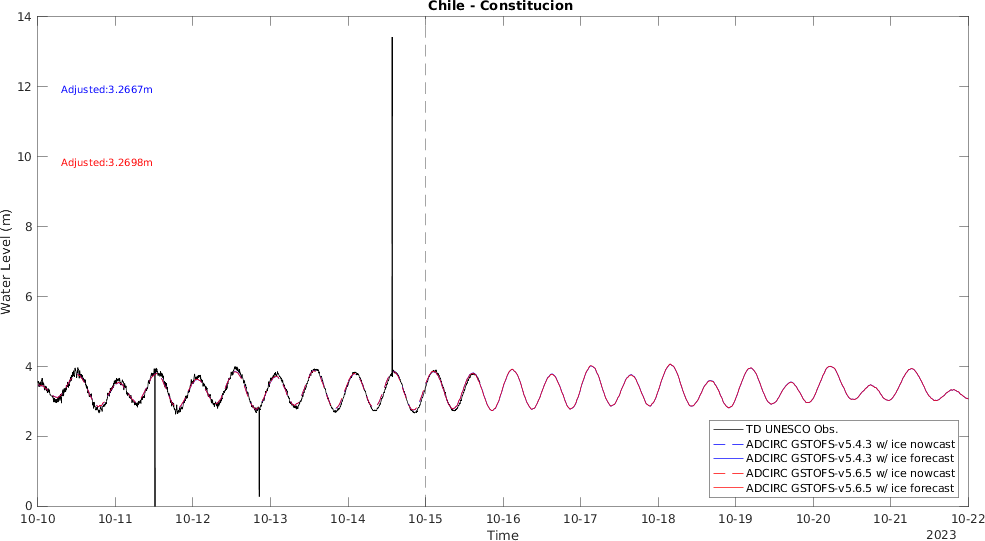 Chile - Constitucion
14
12
10
8
6
4
2
0
Water Level (m)
Adjusted:3.2667m
Adjusted:3.2698m
TD UNESCO Obs.
ADCIRC GSTOFS-v5.4.3 w/ ice nowcast
ADCIRC GSTOFS-v5.4.3 w/ ice forecast
ADCIRC GSTOFS-v5.6.5 w/ ice nowcast
ADCIRC GSTOFS-v5.6.5 w/ ice forecast
10-10 10-11 10-12 10-13 10-14 10-15 10-16 10-17 10-18 10-19 10-20 10-21 10-22
Time
2023